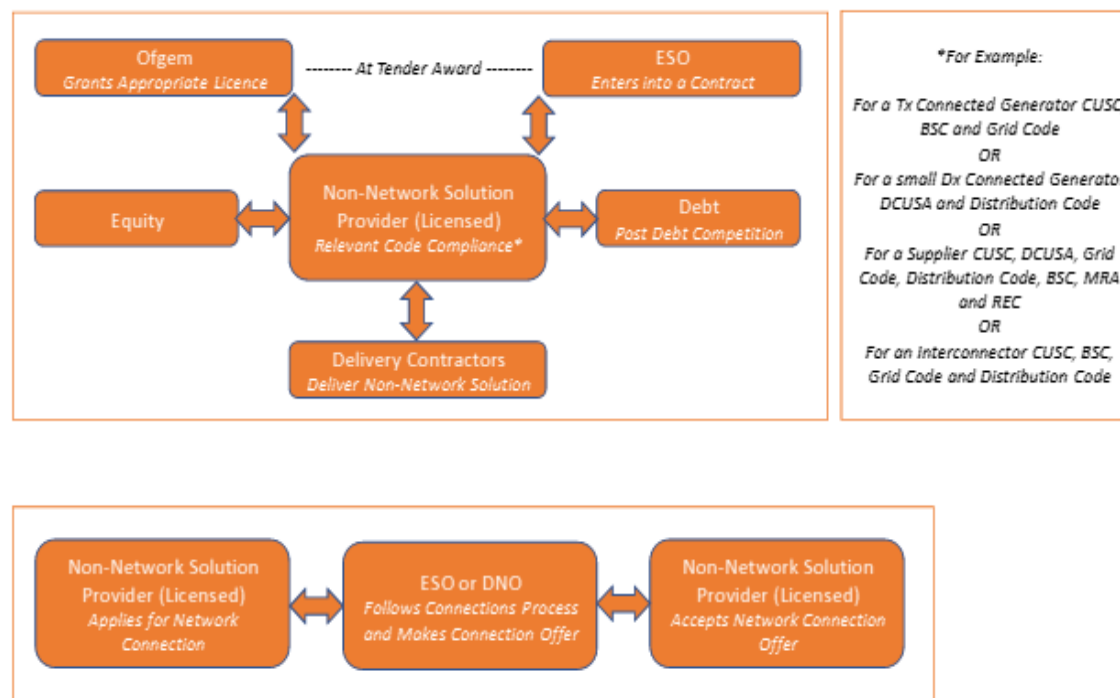 Ofgem
Grants Appropriate Licence
-------- At Tender Award --------
ESO
Enters into a Contract
Non-Network Solution
Provider (Licensed)
Relevant Code Compliance*
Equity
Debt
Post Debt Competition
Delivery Contractors
Deliver Non-Network Solution
*For Example:
For a Tx Connected Generator CUSC
BSC and Grid Code
OR
For a small Dx Connected Generator
DCUSA and Distribution Code
OR
For a Supplier CUSC, DCUSA, Grid
Code, Distribution Code, BSC, MRA
and REC
OR
For an Interconnector CUSC, BSC,
Grid Code and Distribution Code
Non-Network Solution
Provider (Licensed)
Applies for Network
Connection
ESO or DNO
Follows Connections Process
and Makes Connection Offer
Non-Network Solution
Provider (Licensed)
Accepts Network Connection
Offer